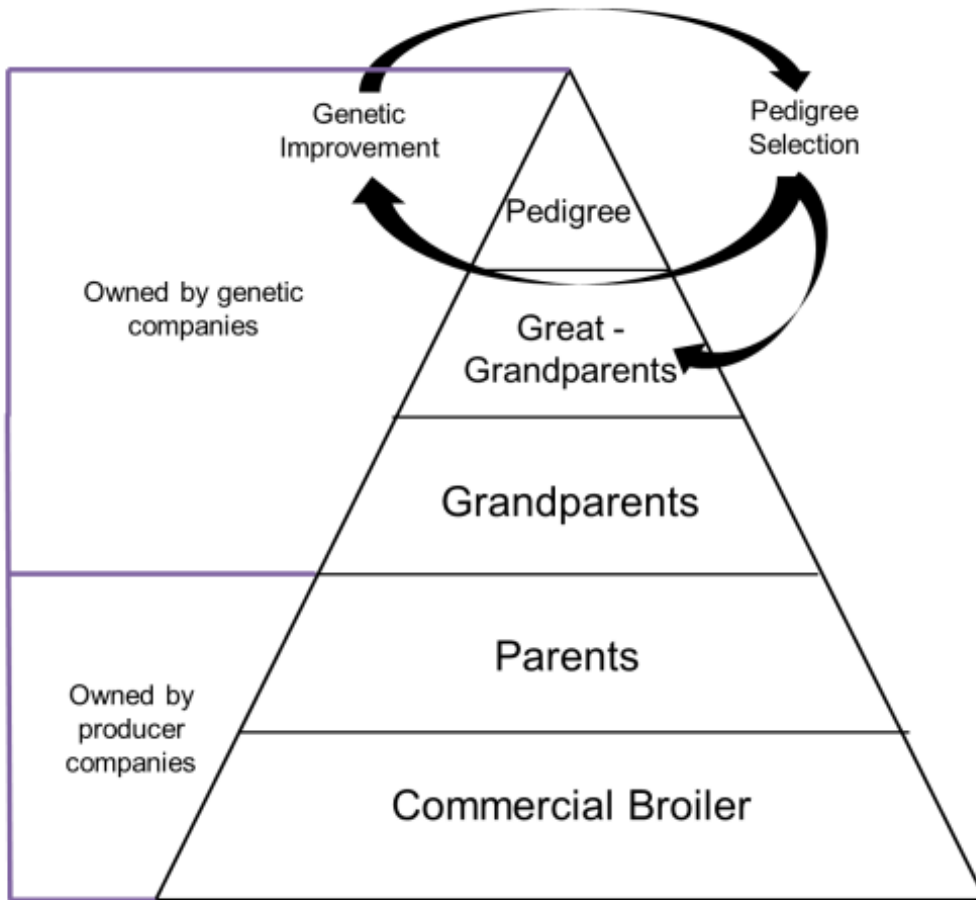 Genetic
Improvement
Pedigree
Selection
Pedigree
Owned by genetic
companies
Great -
Grandparents
Grandparents
Parents
Owned by
producer
companies
Commercial Broiler